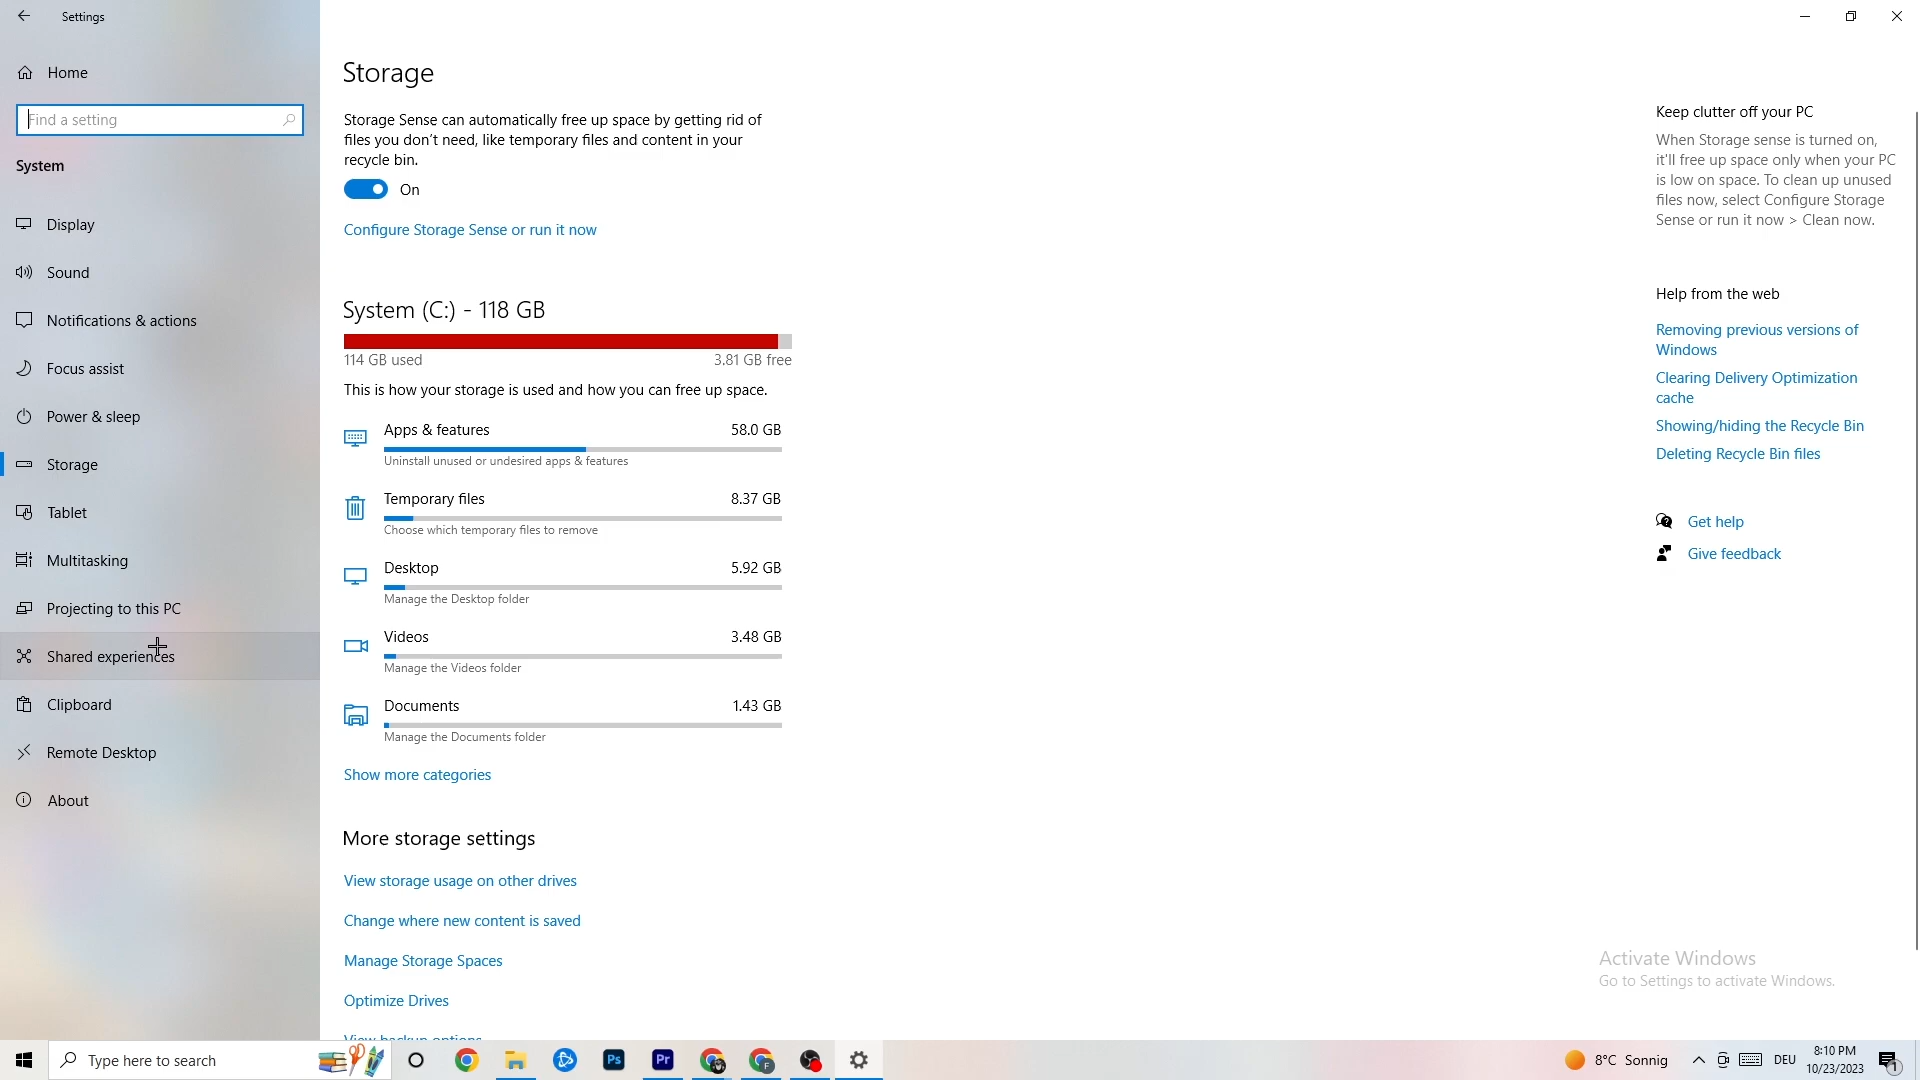 Settings
Home
Find a setting
System
Display
Sound
Notifications & actions
Focus assist
Power & sleep
Storage
Tablet
Multitasking
Projecting to this PC
Shared experiences
Clipboard
Remote Desktop
About
Storage
Storage Sense can automatically free up space by getting rid of
files you don't need, like temporary files and content in your
recycle bin.
On
Configure Storage Sense or run it now
System (C:) - 118 GB
114 GB used 3.81 GB free
This is how your storage is used and how you can free up space.
Apps & features 58.0 GB
Uninstall unused or undesired apps & features
Temporary files 8.37 GB
Choose which temporary files to remove
Desktop 5.92 GB
Manage the Desktop folder
Videos 3.48 GB
Manage the Videos folder
Documents 1.43 GB
Manage the Documents folder
Show more categories
More storage settings
View storage usage on other drives
Change where new content is saved
Manage Storage Spaces
Optimize Drives
View backup options
Keep clutter off your PC
When Storage sense is turned on,
it'll free up space only when your PC
is low on space. To clean up unused
files now, select Configure Storage
Sense or run it now > Clean now.
Help from the web
Removing previous versions of
Windows
Clearing Delivery Optimization
cache
Showing/hiding the Recycle Bin
Deleting Recycle Bin files
Get help
Give feedback
Activate Windows
Go to Settings to activate Windows.
Type here to search
Ps
Pr
F
8°C Sonnig
DEU
8:10 PM
10/23/2023
1